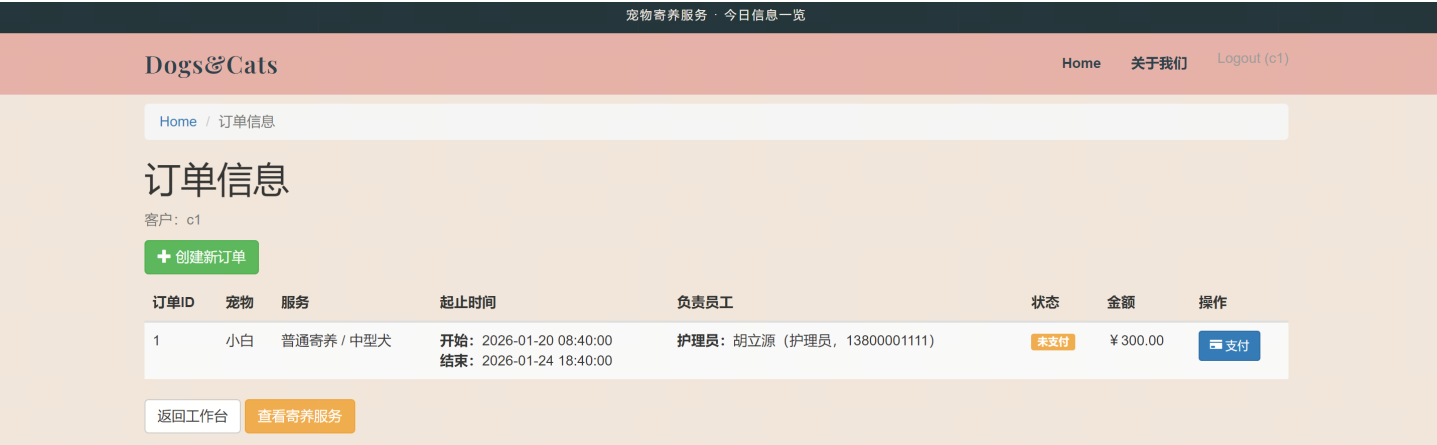 宠物寄养服务 · 今日信息一览
Dogs&Cats Home 关于我们 Logout (c1)
Home / 订单信息
订单信息
客户：c1
创建新订单
订单ID 宠物 服务 起止时间 负责员工 状态 金额 操作
1 小白 普通寄养 / 中型犬 开始：2026-01-20 08:40:00 护理员：胡立源（护理员，13800001111） 未支付 ￥300.00 支付
结束：2026-01-24 18:40:00
返回工作台 查看寄养服务